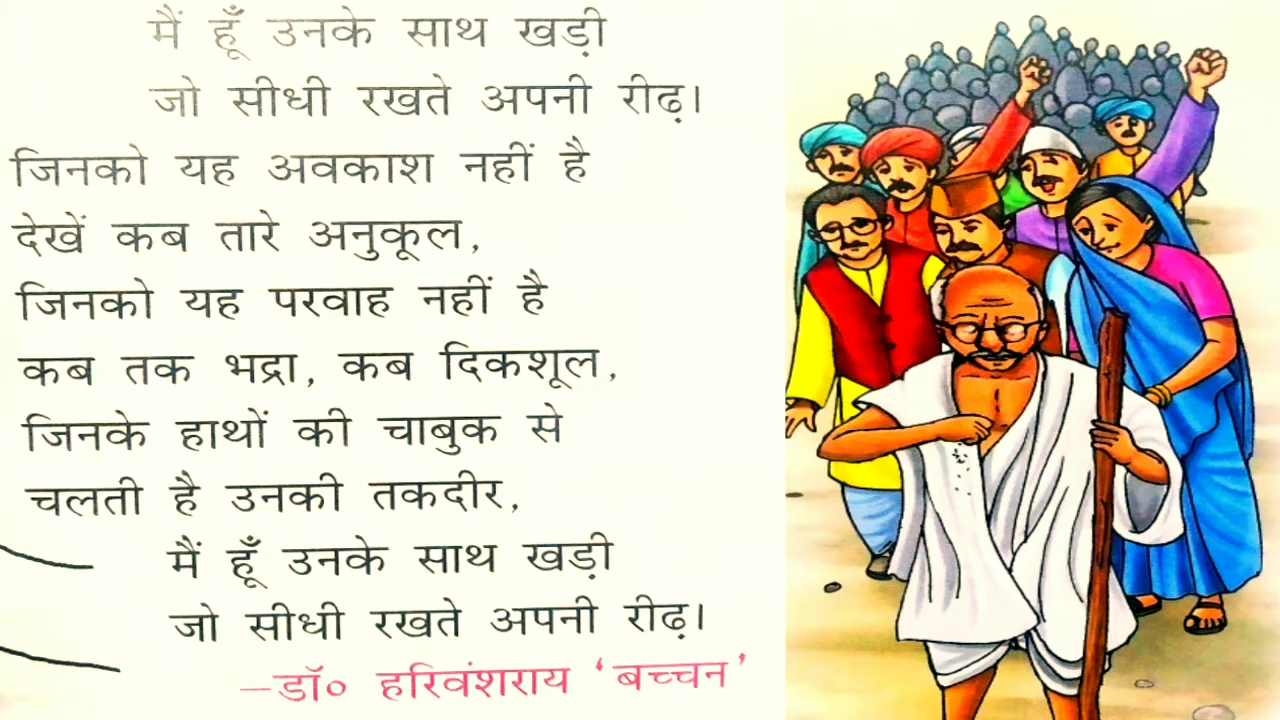 मैं हूँ उनके साथ खड़ी
जो सीधी रखते अपनी रीढ़।
जिनको यह अवकाश नहीं है
देखें कब तारे अनुकूल,
जिनको यह परवाह नहीं है
कब तक भद्रा, कब दिकशूल,
जिनके हाथों की चाबुक से
चलती है उनकी तकदीर,
मैं हूँ उनके साथ खड़ी
जो सीधी रखते अपनी रीढ़।
–डॉ० हरिवंशराय ‘बच्चन’